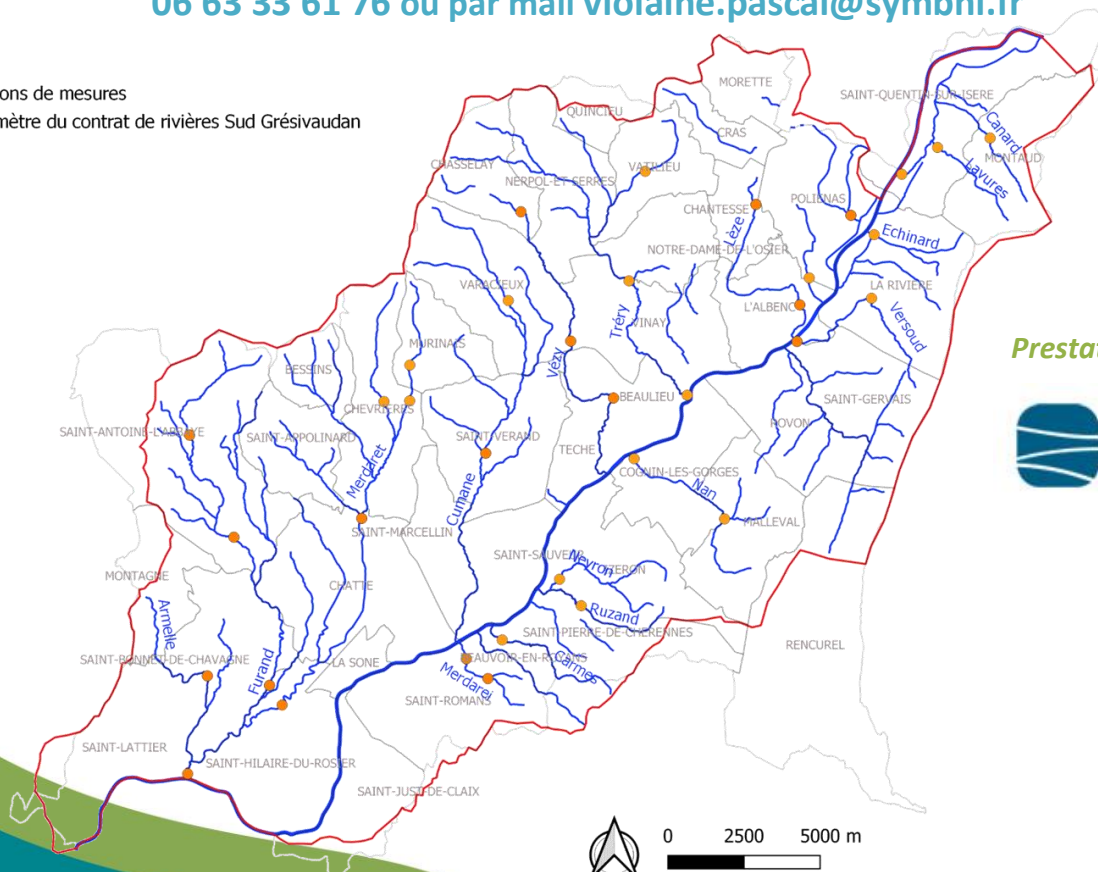 06 63 33 61 76 ou par mail violaine.pascal@symbhi.fr
ons de mesures
mètre du contrat de rivières Sud Grésivaudan
MORETTE
SAINT-QUENTIN-SUR-ISERE
QUINCIEU
CRAS
Canard
MONTAUD
CHASSELAY
VATILIEU
NERPOL-ET-SERRES
Lavures
POLIENAS
CHANTESSE
Lèze
Echinard
NOTRE-DAME-DE-L'OSIER
VARACIEUX
LA RIVIERE
L'ALBENC
Versoud
Tréry
VINAY
MURINAIS
Prestat
Vézy
BESSINS
BEAULIEU
SAINT-GERVAIS
CHEVRIERES
ROVON
SAINT-ANTOINE-L'ABBAYE
SAINT-APPOLINARD
SAINT-VERAND
TECHE
Merdaret
COGNIN-LES-GORGES
Nan
Cumane
MALLEVAL
SAINT-MARCELLIN
SAINT-SAUVEUR
Nevron
IZERON
MONTAGNE
CHATTE
Armelle
Ruzand
SAINT-PIERRE-DE-CHERENNES
RENCUREL
SAINT-BONNET-DE-CHAVAGNE
LA SONE
BEAUVOIR-EN-ROYANS
Carmes
Furand
Merdarei
SAINT-ROMANS
SAINT-LATTIER
SAINT-HILAIRE-DU-ROSIER
SAINT-JUST-DE-CLAIX
0 2500 5000 m